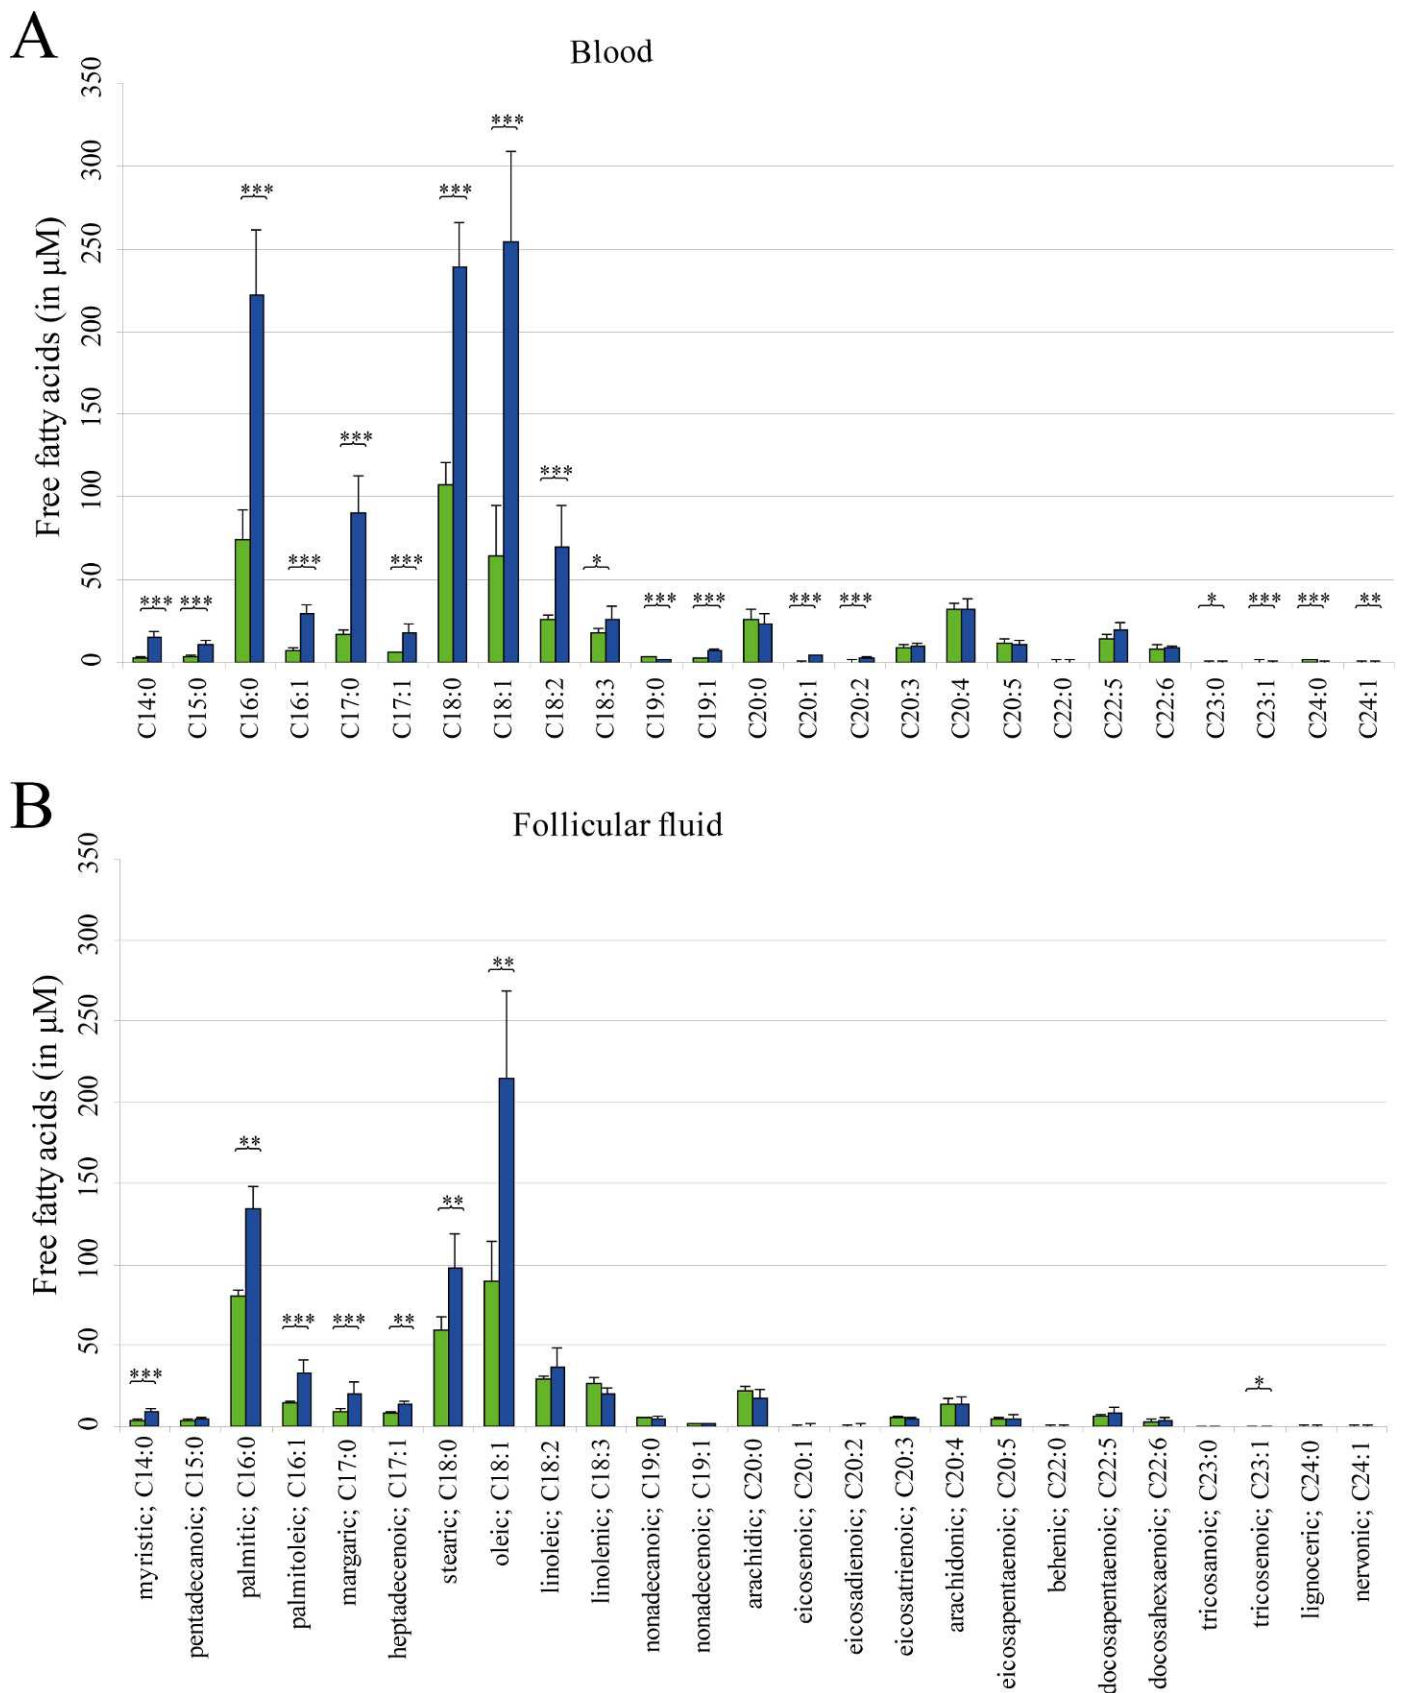 A
Blood
Free fatty acids (in µM)
350
300
250
200
150
100
50
0
***
***
***
***
***
***
***
***
***
*
***
***
***
***
*
***
***
**
C14:0
C15:0
C16:0
C16:1
C17:0
C17:1
C18:0
C18:1
C18:2
C18:3
C19:0
C19:1
C20:0
C20:1
C20:2
C20:3
C20:4
C20:5
C22:0
C22:5
C22:6
C23:0
C23:1
C24:0
C24:1
B
Follicular fluid
Free fatty acids (in µM)
350
300
250
200
150
100
50
0
***
**
***
***
**
**
**
*
myristic; C14:0
pentadecanoic; C15:0
palmitic; C16:0
palmitoleic; C16:1
margaric; C17:0
heptadecenoic; C17:1
stearic; C18:0
oleic; C18:1
linoleic; C18:2
linolenic; C18:3
nonadecanoic; C19:0
nonadecenoic; C19:1
arachidic; C20:0
eicosenoic; C20:1
eicosadienoic; C20:2
eicosatrienoic; C20:3
arachidonic; C20:4
eicosapentaenoic; C20:5
behenic; C22:0
docosapentaenoic; C22:5
docosahexaenoic; C22:6
tricosanoic; C23:0
tricosenoic; C23:1
lignoceric; C24:0
nervonic; C24:1